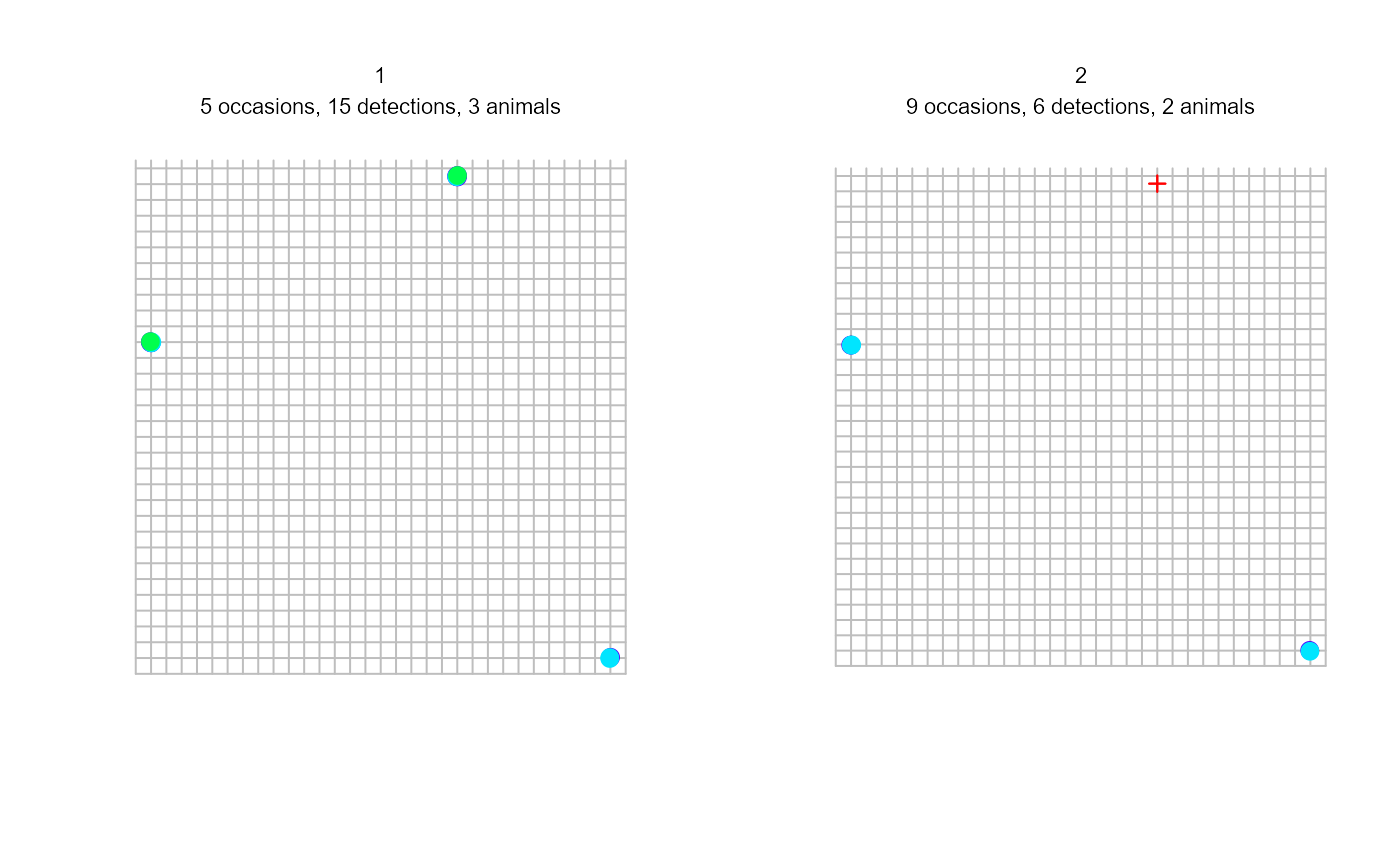 1
5 occasions, 15 detections, 3 animals
2
9 occasions, 6 detections, 2 animals